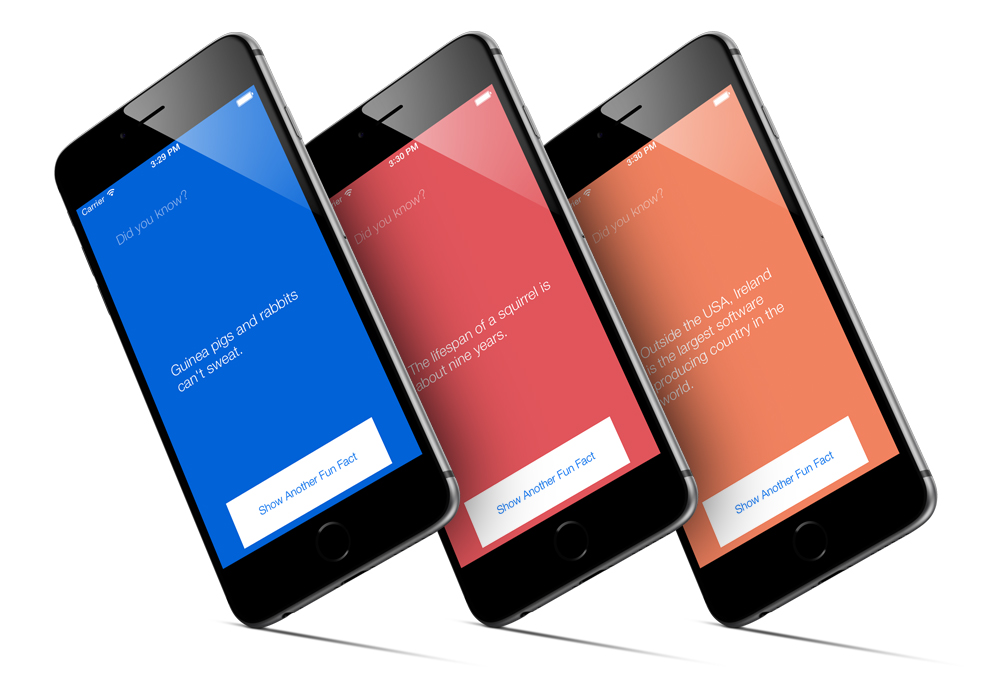 Carrier 3:29 PM
Did you know?
Guinea pigs and rabbits
can't sweat.
Show Another Fun Fact
3:30 PM
Did you know?
The lifespan of a squirrel is
about nine years.
Show Another Fun Fact
3:30 PM
Did you know?
Outside the USA, Ireland
is the largest software
producing country in the
world.
Show Another Fun Fact